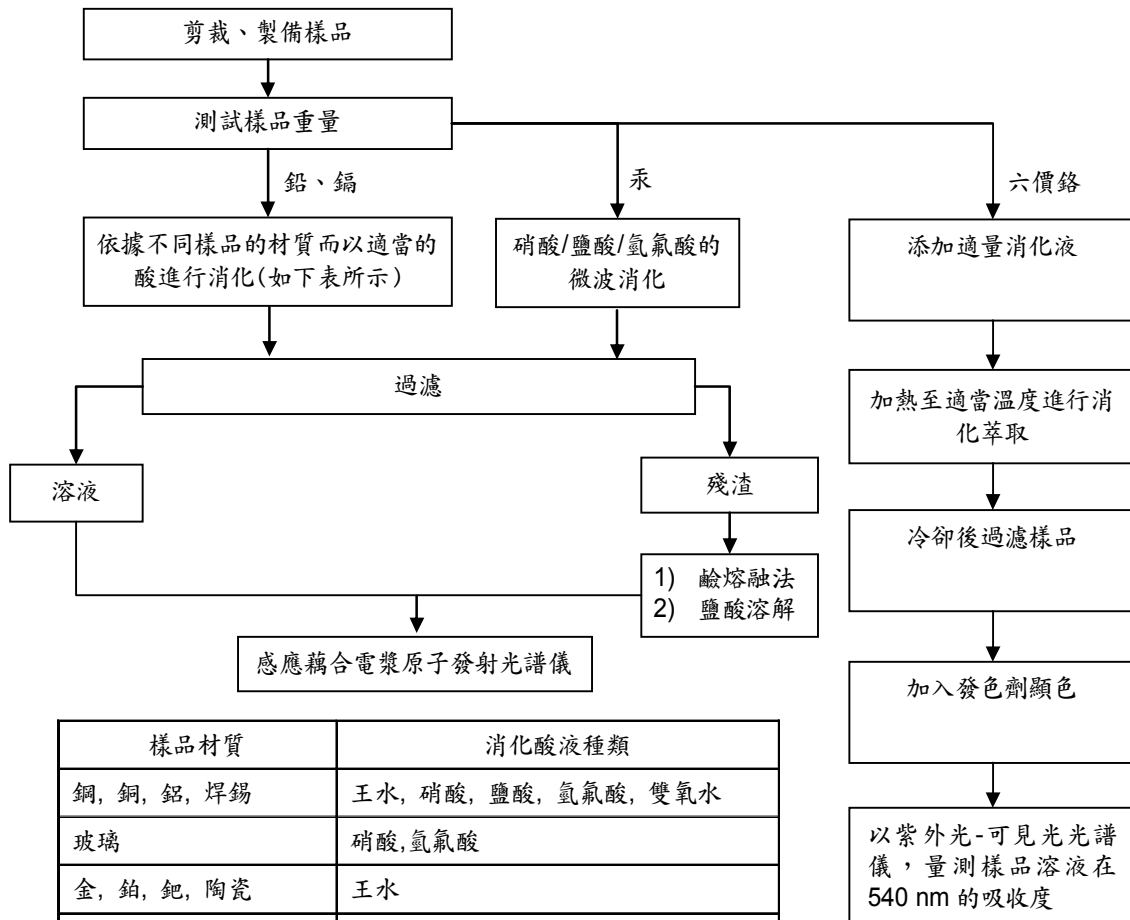 剪裁、製備樣品
測試樣品重量
鉛、鎘
汞
六價鉻
依據不同樣品的材質而以適當的
酸進行消化(如下表所示)
硝酸/鹽酸/氫氟酸的
微波消化
添加適量消化液
過濾
加熱至適當溫度進行消
化萃取
溶液
殘渣
冷卻後過濾樣品
1) 鹼熔融法
2) 鹽酸溶解
感應藕合電漿原子發射光譜儀
加入發色劑顯色
樣品材質 消化酸液種類
鋼, 銅, 鋁, 焊錫 王水, 硝酸, 鹽酸, 氫氟酸, 雙氧水
玻璃 硝酸,氫氟酸
金, 鉑, 鈀, 陶瓷 王水
以紫外光-可見光光譜
儀，量測樣品溶液在
540 nm 的吸收度